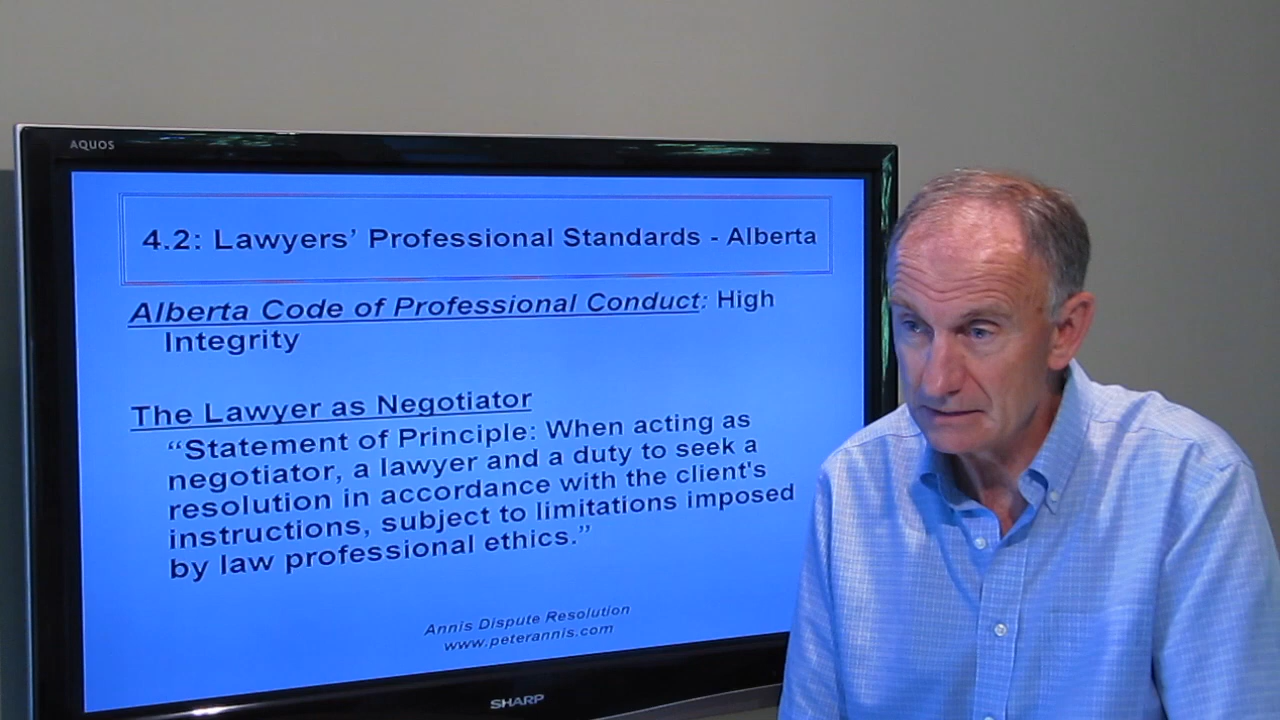 AQUOS
4.2: Lawyers’ Professional Standards - Alberta
Alberta Code of Professional Conduct: High
Integrity
The Lawyer as Negotiator
“Statement of Principle: When acting as
negotiator, a lawyer and a duty to seek a
resolution in accordance with the client's
instructions, subject to limitations imposed
by law professional ethics.”
Annis Dispute Resolution
www.peterannis.com
SHARP